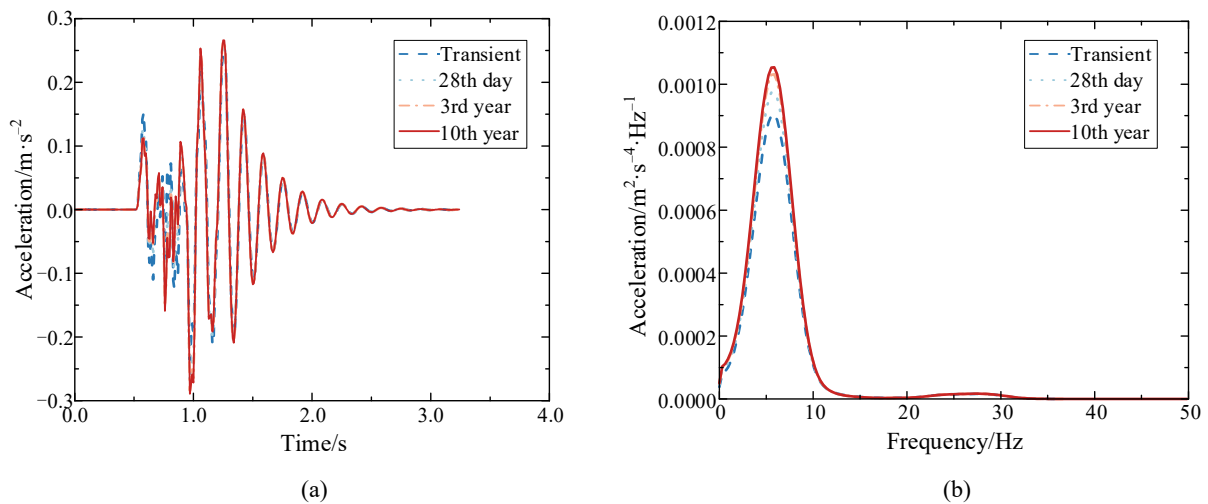 0.3
0.2
0.1
0.0
−0.1
−0.2
−0.3
Acceleration/m·s−2
0.0 1.0 2.0 3.0 4.0
Time/s
Transient
28th day
3rd year
10th year
(a)
0.0012
0.0010
0.0008
0.0006
0.0004
0.0002
0.0000
Acceleration/m²·s−4·Hz−1
0 10 20 30 40 50
Frequency/Hz
Transient
28th day
3rd year
10th year
(b)